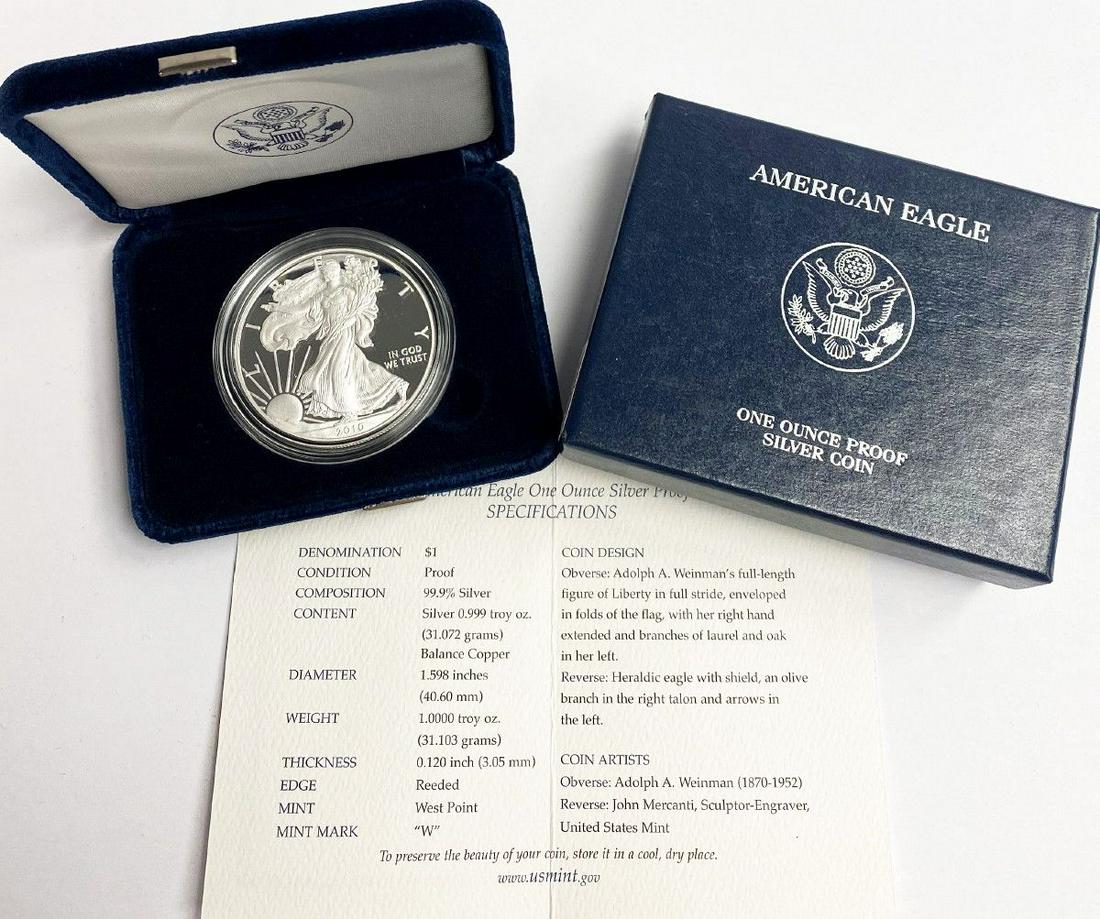 LIBERTY
IN GOD
WE TRUST
2010
AMERICAN EAGLE
ONE OUNCE PROOF
SILVER COIN
American Eagle One Ounce Silver Proof
SPECIFICATIONS
DENOMINATION $1
CONDITION Proof
COMPOSITION 99.9% Silver
CONTENT Silver 0.999 troy oz.
(31.072 grams)
Balance Copper
DIAMETER 1.598 inches
(40.60 mm)
WEIGHT 1.0000 troy oz.
(31.103 grams)
THICKNESS 0.120 inch (3.05 mm)
EDGE Reeded
MINT West Point
MINT MARK “W”
COIN DESIGN
Obverse: Adolph A. Weinman's full-length
figure of Liberty in full stride, enveloped
in folds of the flag, with her right hand
extended and branches of laurel and oak
in her left.
Reverse: Heraldic eagle with shield, an olive
branch in the right talon and arrows in
the left.
COIN ARTISTS
Obverse: Adolph A. Weinman (1870-1952)
Reverse: John Mercanti, Sculptor-Engraver,
United States Mint
To preserve the beauty of your coin, store it in a cool, dry place.
www.usmint.gov